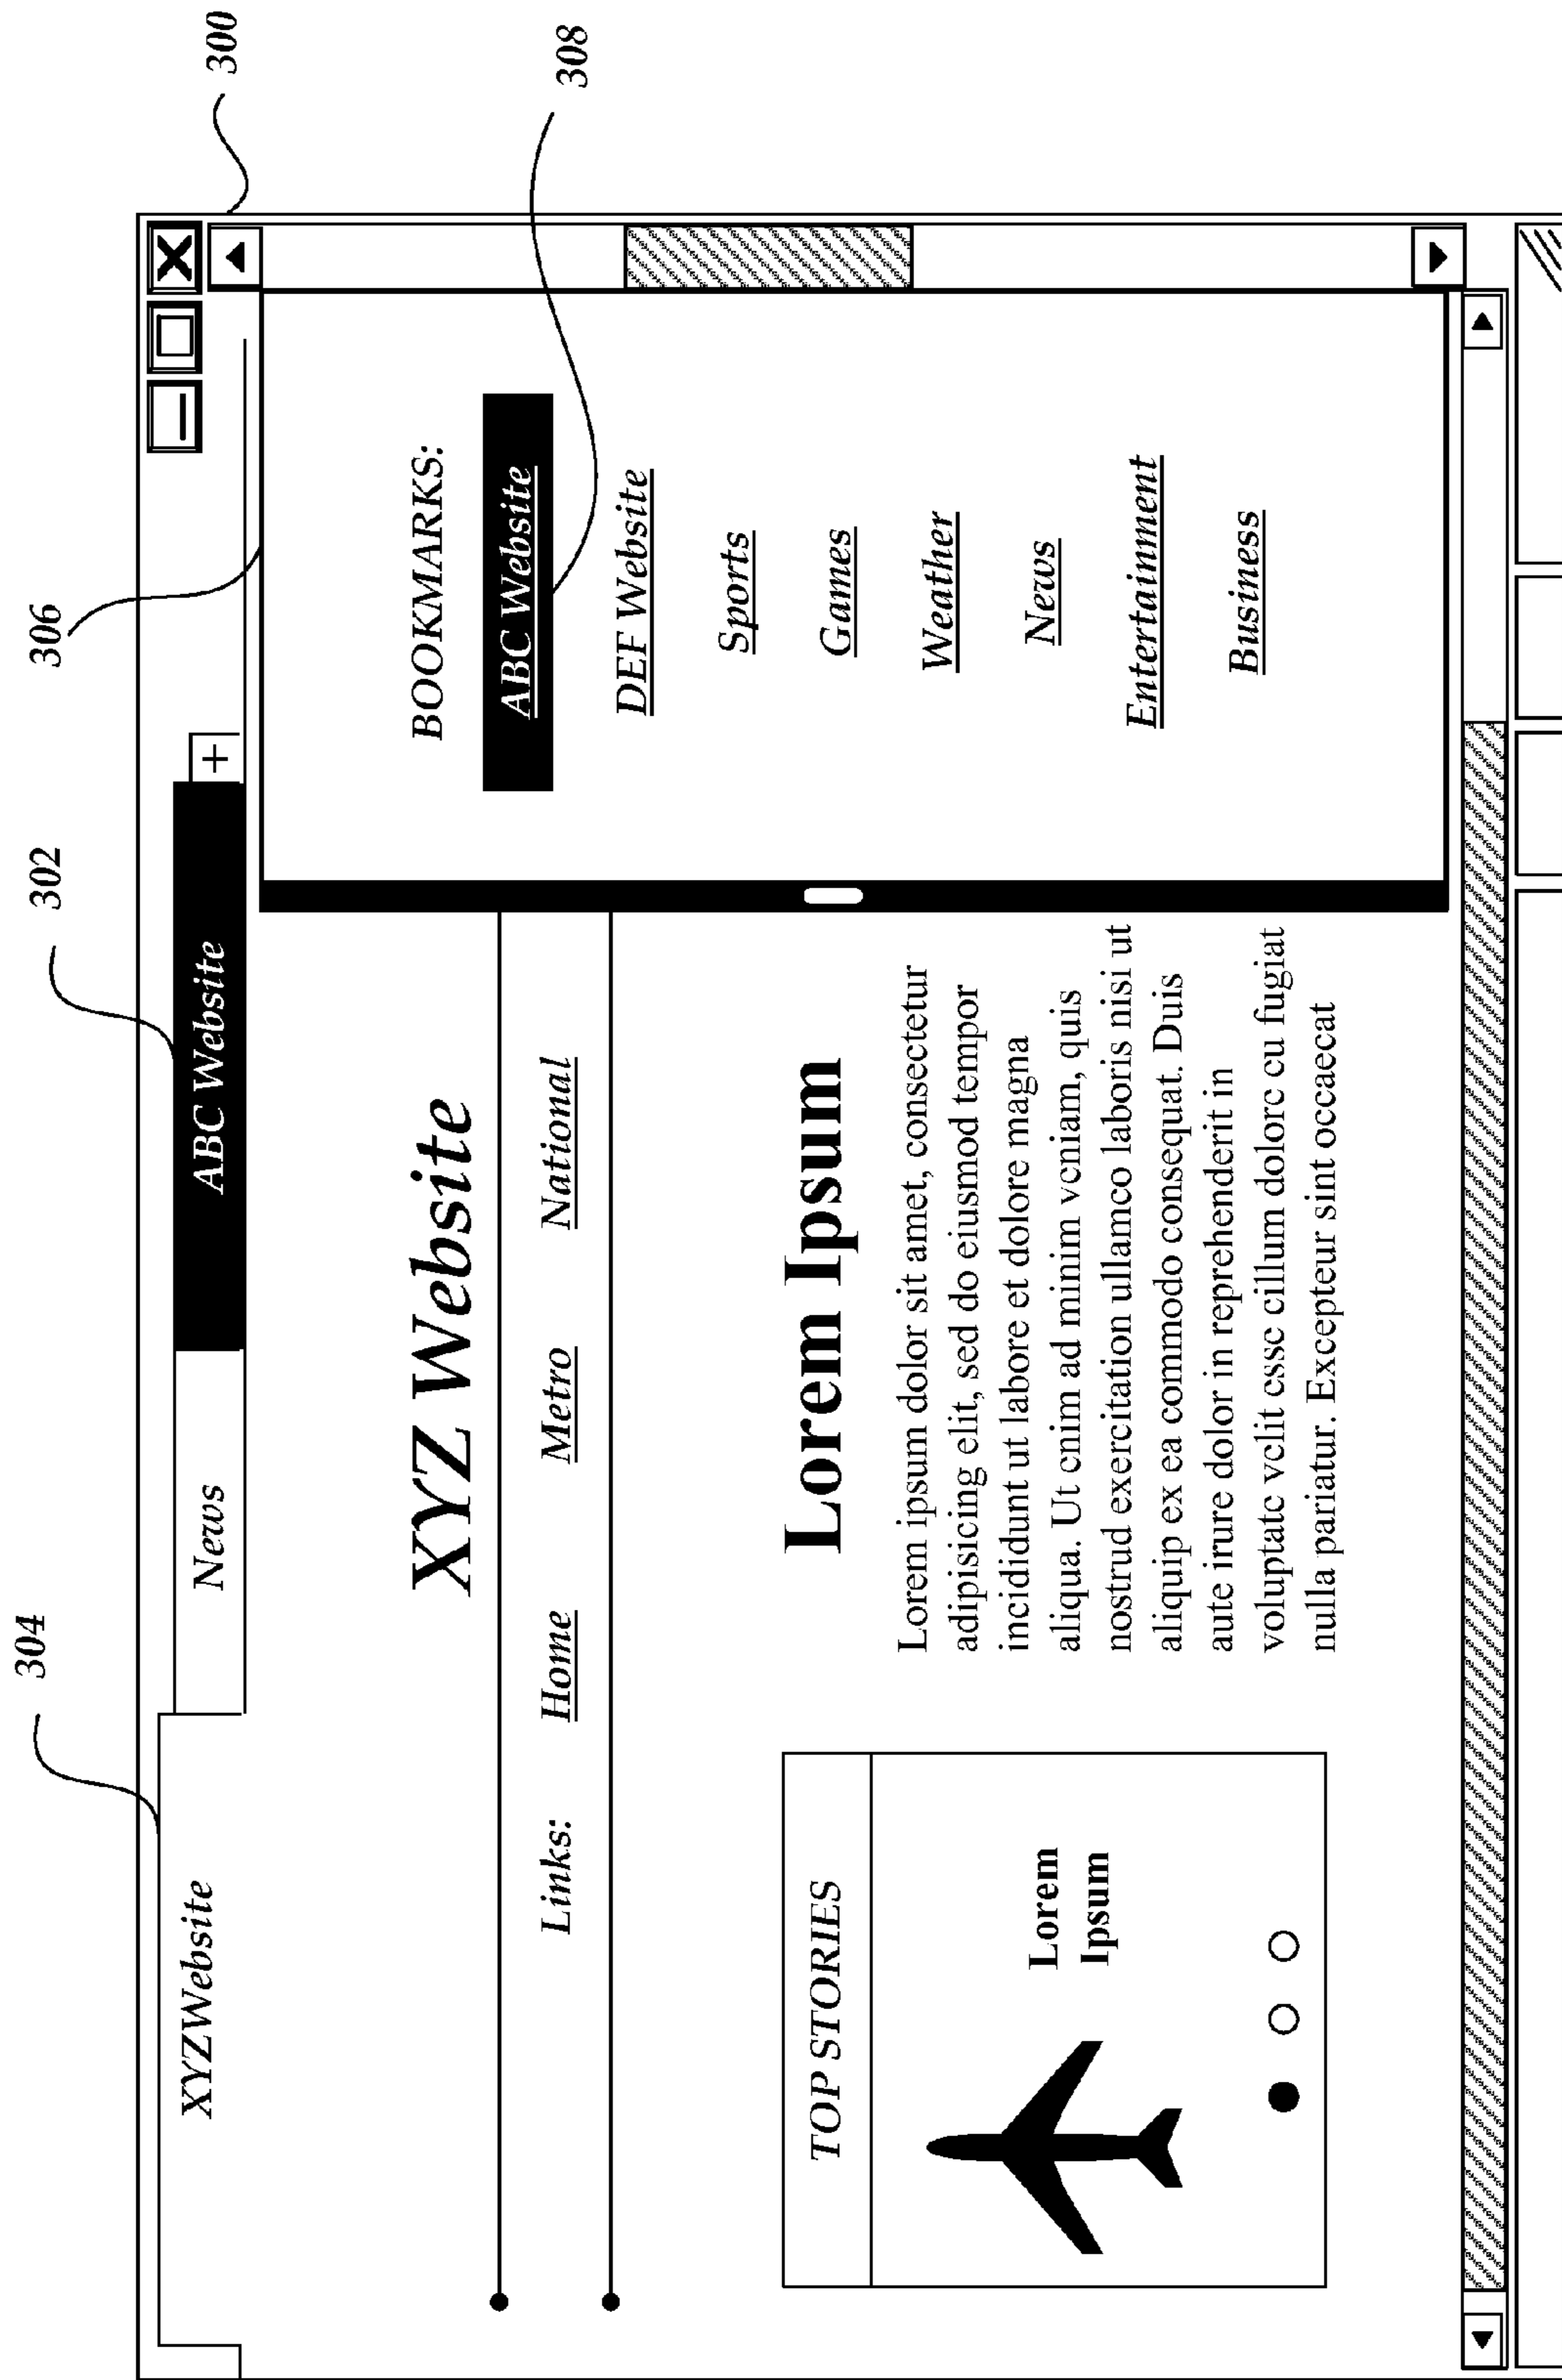 304 302 306
XYZWebsite News ABC Website +
300
XYZ Website
BOOKMARKS:
ABC Website
308
Links: Home Metro National
DEF Website
Sports
Games
Weather
News
Entertainment
Business
TOP STORIES
Lorem
Ipsum
Lorem Ipsum
Lorem ipsum dolor sit amet, consectetur
adipisicing elit, sed do eiusmod tempor
incididunt ut labore et dolore magna
aliqua. Ut enim ad minim veniam, quis
nostrud exercitation ullamco laboris nisi ut
aliquip ex ea commodo consequat. Duis
aute irure dolor in reprehenderit in
voluptate velit esse cillum dolore eu fugiat
nulla pariatur. Excepteur sint occaecat